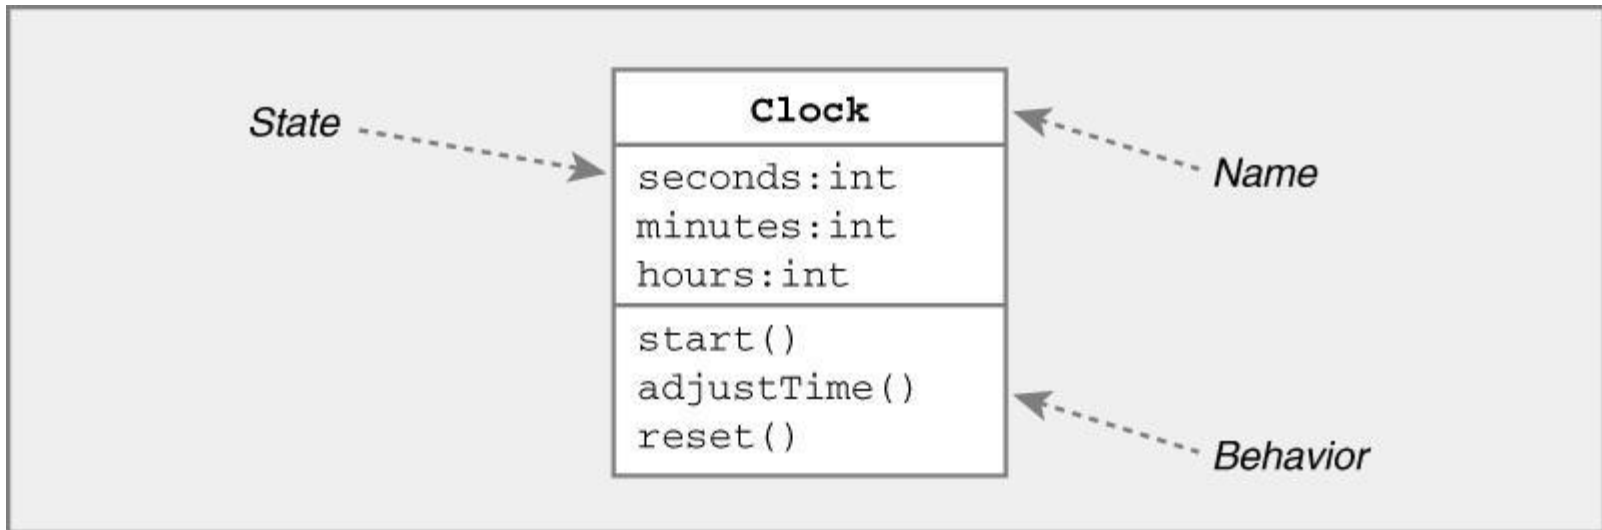 Clock
State
Name
seconds:int
minutes:int
hours:int
start()
adjustTime()
reset()
Behavior